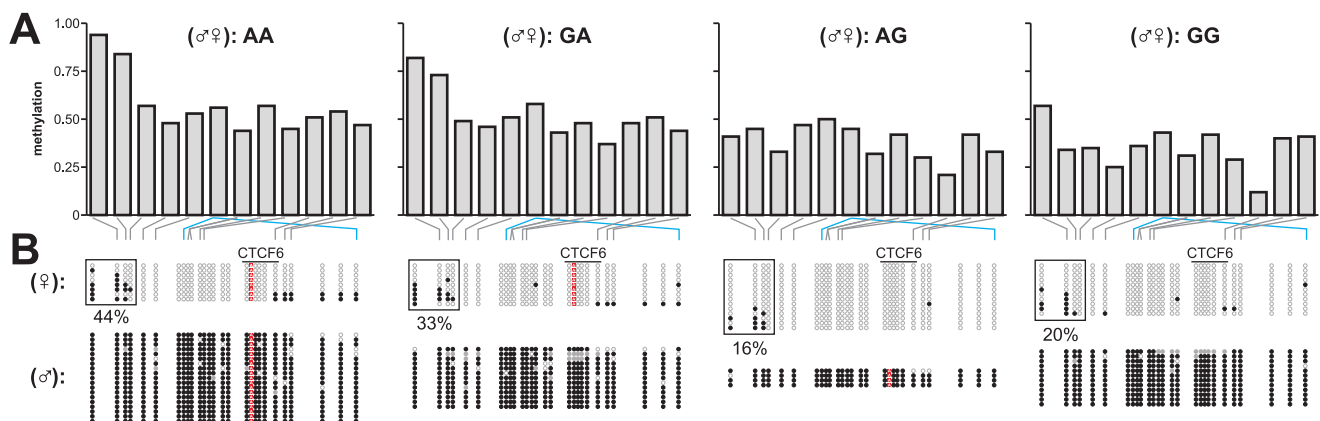 A
1.00
0.75
0.50
0.25
0
methylation
(♂♀): AA
(♂♀): GA
(♂♀): AG
(♂♀): GG
B
CTCF6
CTCF6
CTCF6
CTCF6
(♀):
44%
33%
16%
20%
(♂):